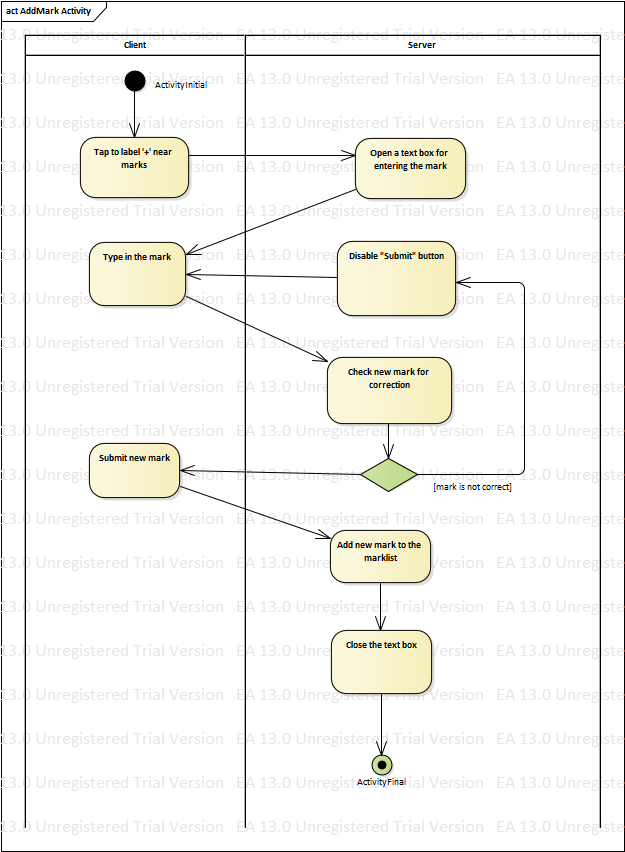 act AddMark Activity
Client
Server
ActivityInitial
Tap to label '+' near
marks
Open a text box for
entering the mark
Type in the mark
Disable "Submit" button
Check new mark for
correction
Submit new mark
[mark is not correct]
Add new mark to the
marklist
Close the text box
ActivityFinal
EA 13.0 Unregistered Trial Version